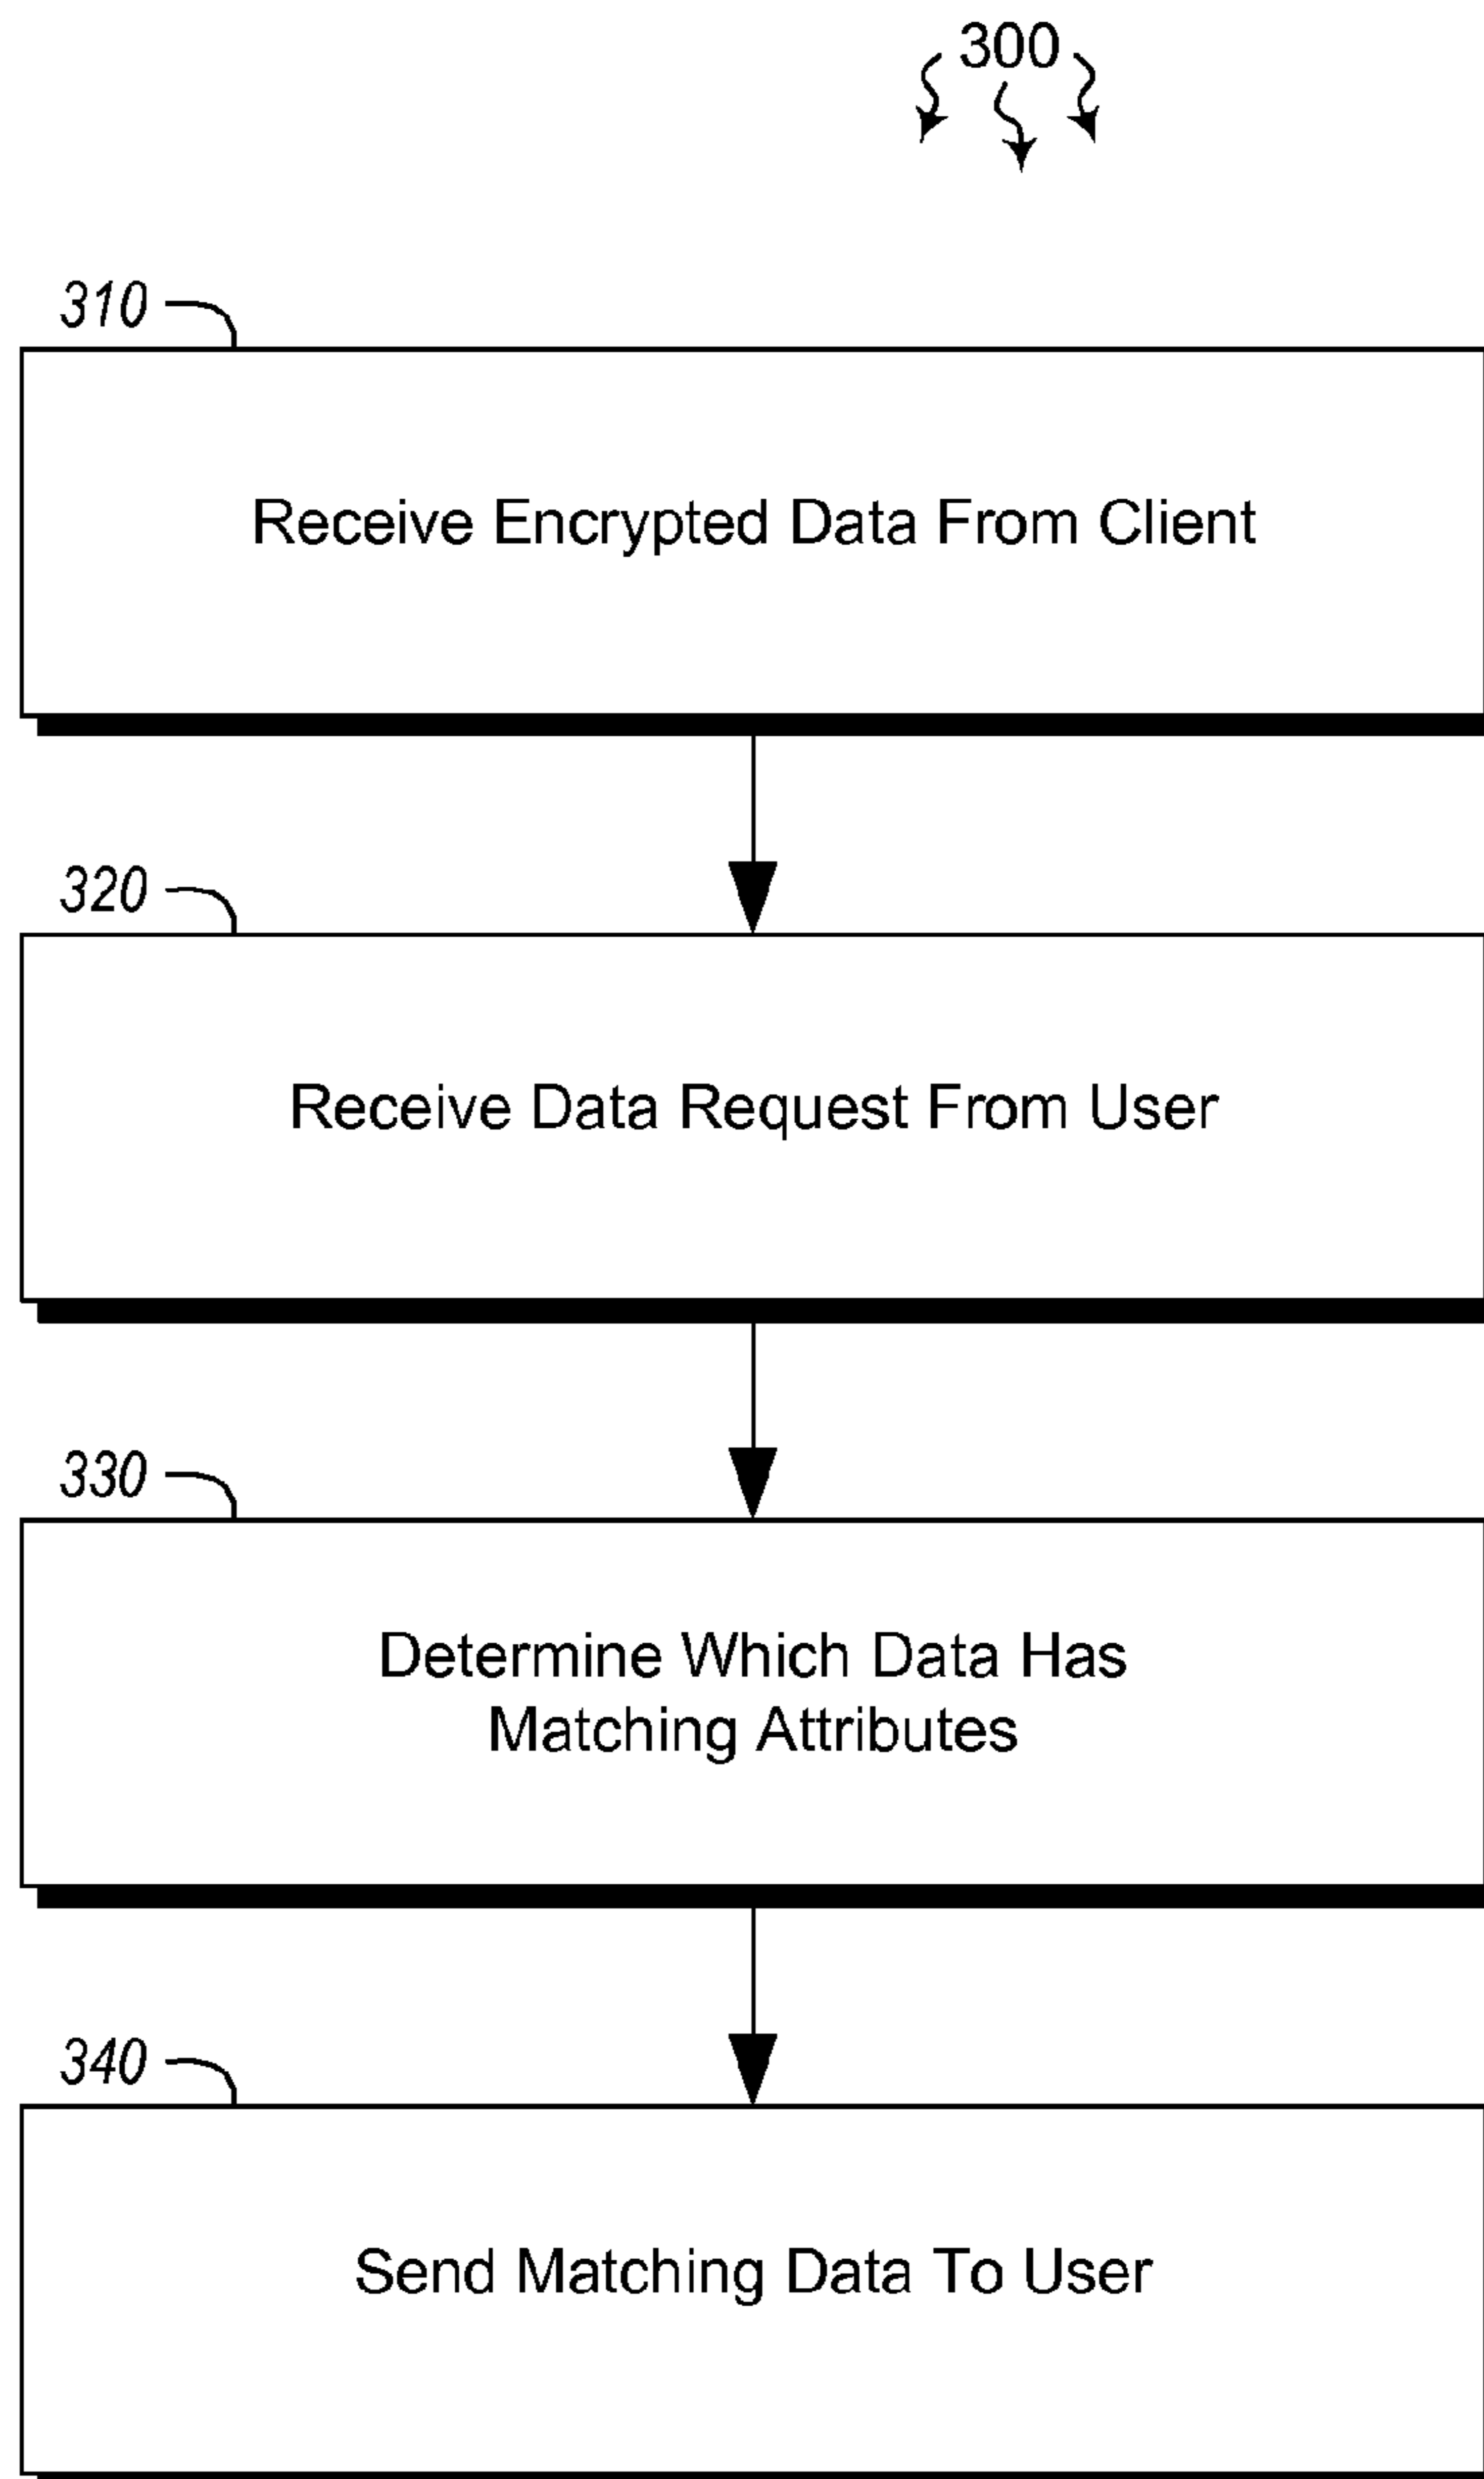 300
310
Receive Encrypted Data From Client
320
Receive Data Request From User
330
Determine Which Data Has
Matching Attributes
340
Send Matching Data To User